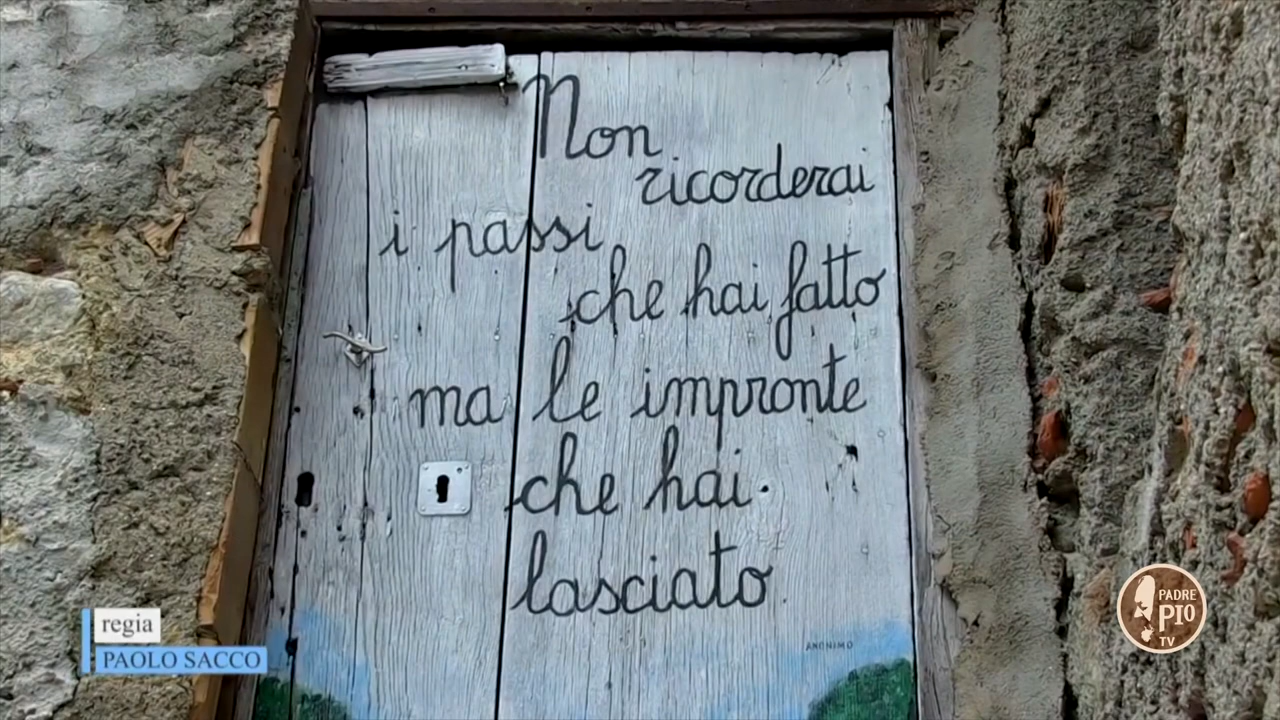 Non
ricorderai
i passi
che hai fatto
ma le impronte
che hai
lasciato
ANONIMO
regia
PAOLO SACCO
PADRE
PIO
TV